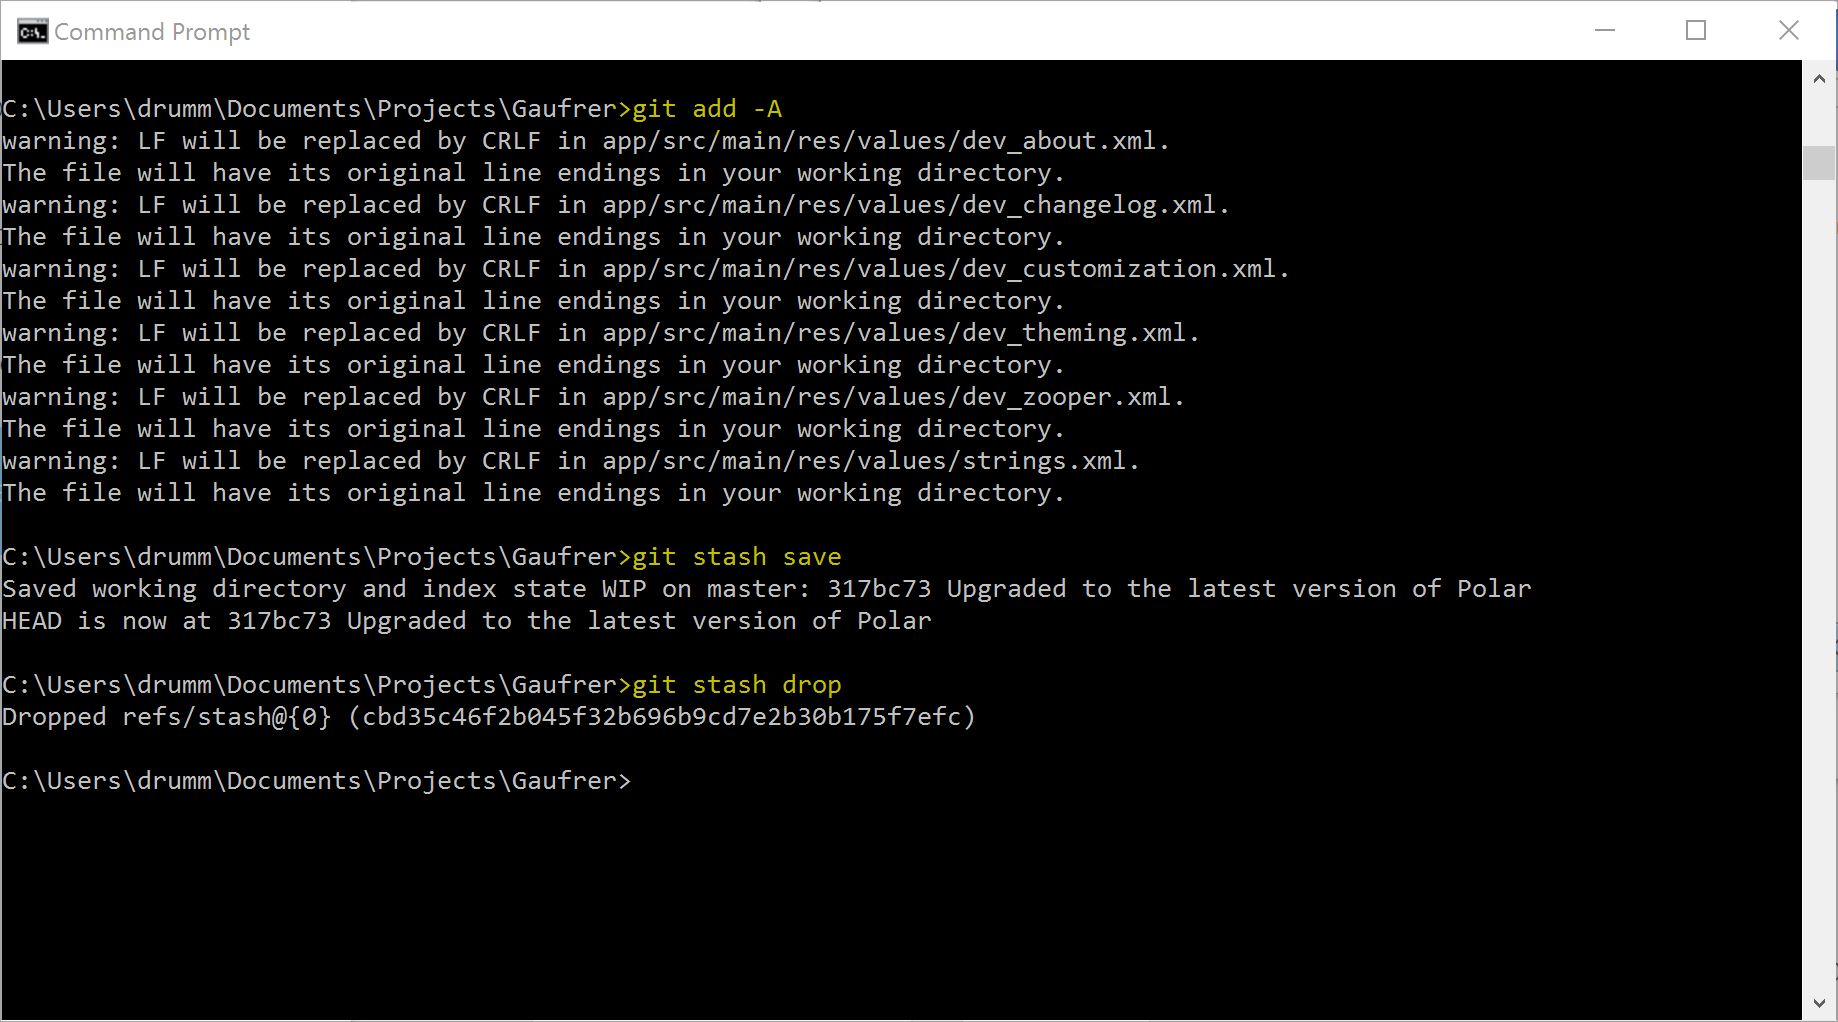 Command Prompt
C:\Users\drumm\Documents\Projects\Gaufrer>git add -A
warning: LF will be replaced by CRLF in app/src/main/res/values/dev_about.xml.
The file will have its original line endings in your working directory.
warning: LF will be replaced by CRLF in app/src/main/res/values/dev_changelog.xml.
The file will have its original line endings in your working directory.
warning: LF will be replaced by CRLF in app/src/main/res/values/dev_customization.xml.
The file will have its original line endings in your working directory.
warning: LF will be replaced by CRLF in app/src/main/res/values/dev_theming.xml.
The file will have its original line endings in your working directory.
warning: LF will be replaced by CRLF in app/src/main/res/values/dev_zooper.xml.
The file will have its original line endings in your working directory.
warning: LF will be replaced by CRLF in app/src/main/res/values/strings.xml.
The file will have its original line endings in your working directory.
C:\Users\drumm\Documents\Projects\Gaufrer>git stash save
Saved working directory and index state WIP on master: 317bc73 Upgraded to the latest version of Polar
HEAD is now at 317bc73 Upgraded to the latest version of Polar
C:\Users\drumm\Documents\Projects\Gaufrer>git stash drop
Dropped refs/stash@{0} (cbd35c46f2b045f32b696b9cd7e2b30b175f7efc)
C:\Users\drumm\Documents\Projects\Gaufrer>